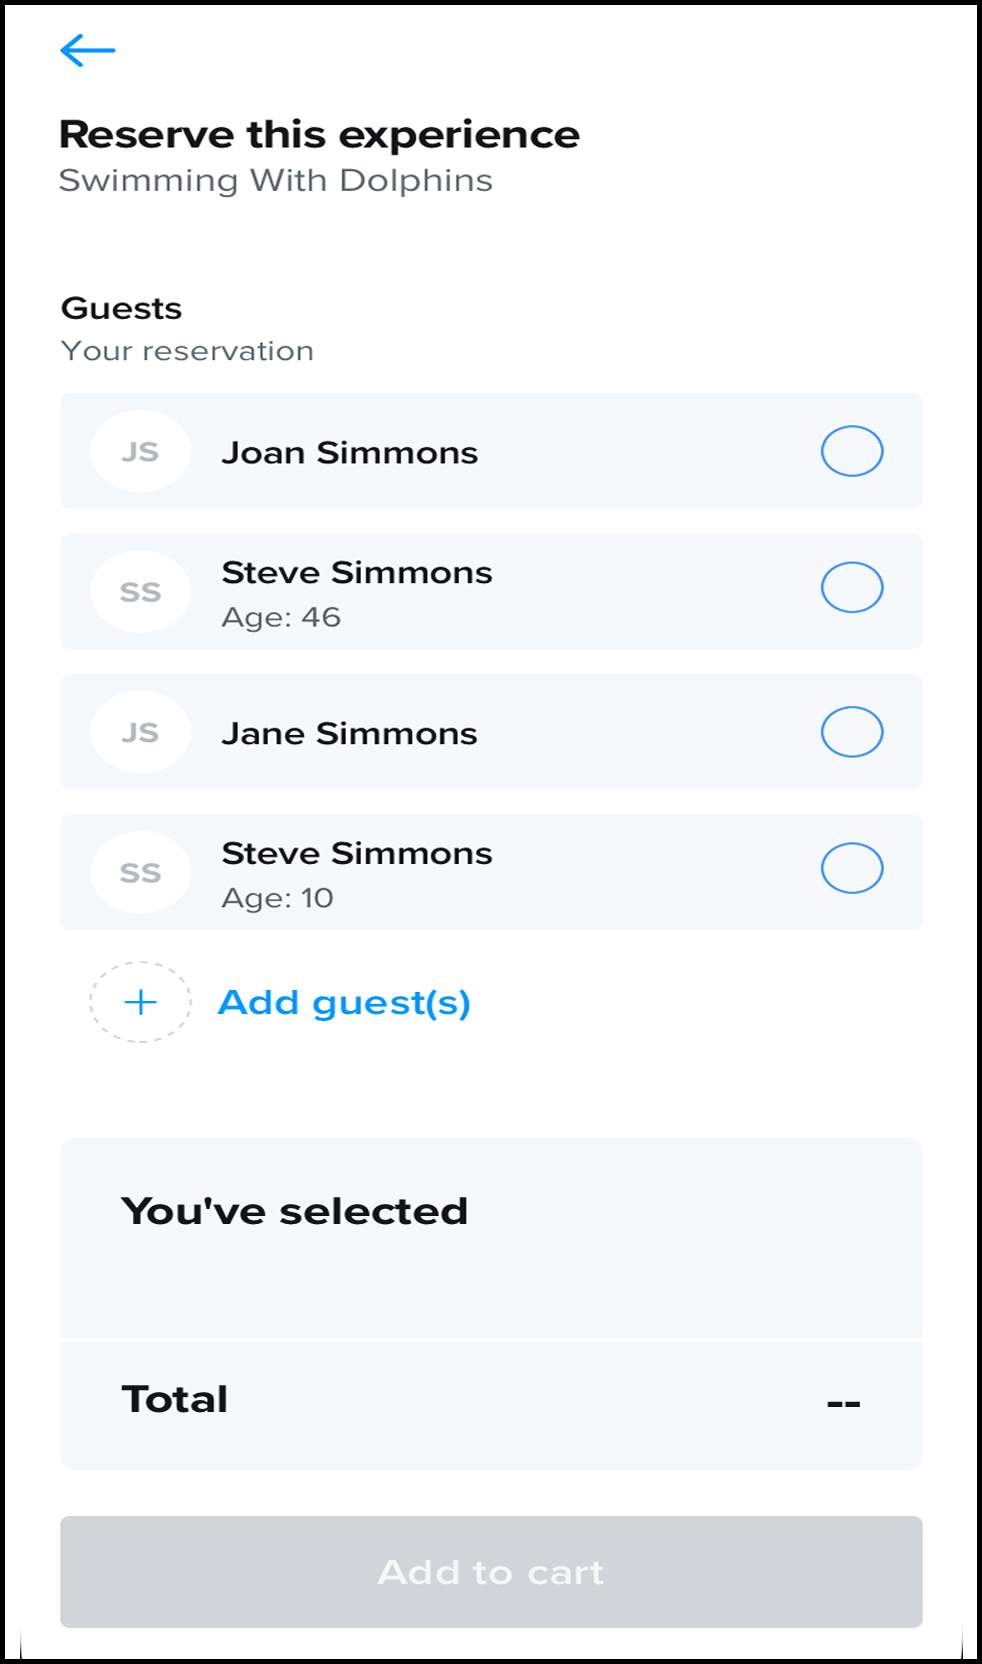 Reserve this experience
Swimming With Dolphins
Guests
Your reservation
JS Joan Simmons
SS Steve Simmons
Age: 46
JS Jane Simmons
SS Steve Simmons
Age: 10
+ Add guest(s)
You've selected
Total --
Add to cart